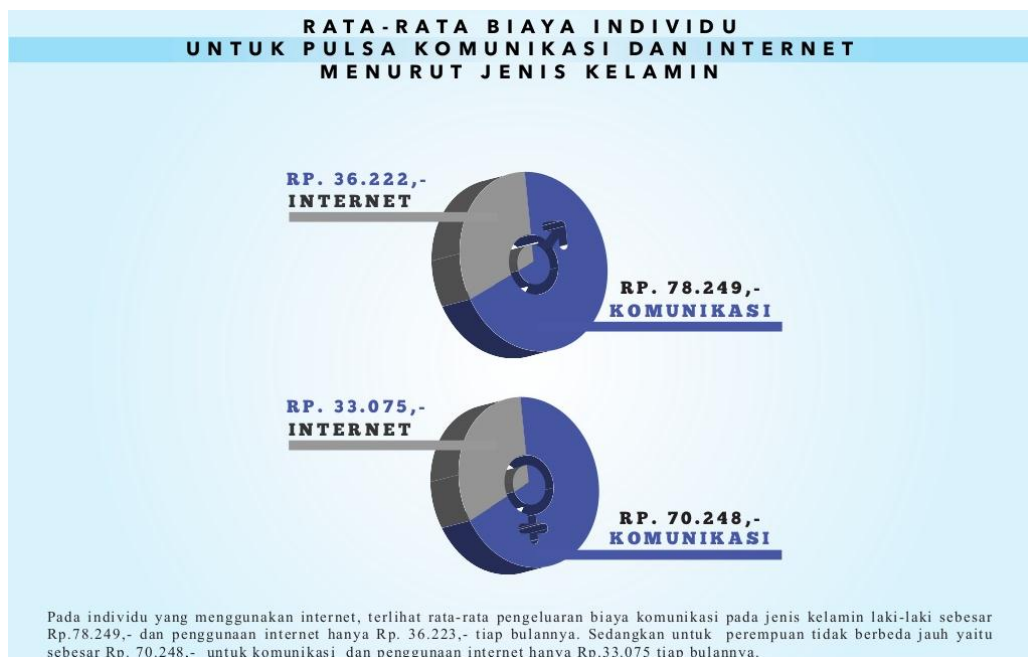 RATA-RATA BIAYA INDIVIDU
UNTUK PULSA KOMUNIKASI DAN INTERNET
MENURUT JENIS KELAMIN
RP. 36.222,-
INTERNET
RP. 78.249,-
KOMUNIKASI
RP. 33.075,-
INTERNET
RP. 70.248,-
KOMUNIKASI
Pada individu yang menggunakan internet, terlihat rata-rata pengeluaran biaya komunikasi pada jenis kelamin laki-laki sebesar
Rp.78.249,- dan penggunaan internet hanya Rp. 36.223,- tiap bulannya. Sedangkan untuk perempuan tidak berbeda jauh yaitu
sebesar Rp. 70.248,- untuk komunikasi dan penggunaan internet hanya Rp.33.075 tiap bulannya.